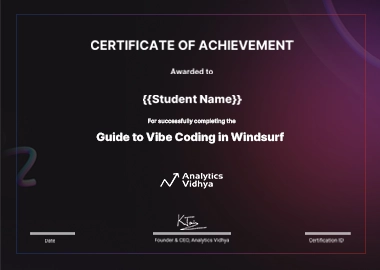 CERTIFICATE OF ACHIEVEMENT
Awarded to
{{Student Name}}
For successfully completing the
Guide to Vibe Coding in Windsurf
Analytics
Vidhya
Date
Founder & CEO, Analytics Vidhya
Certification ID